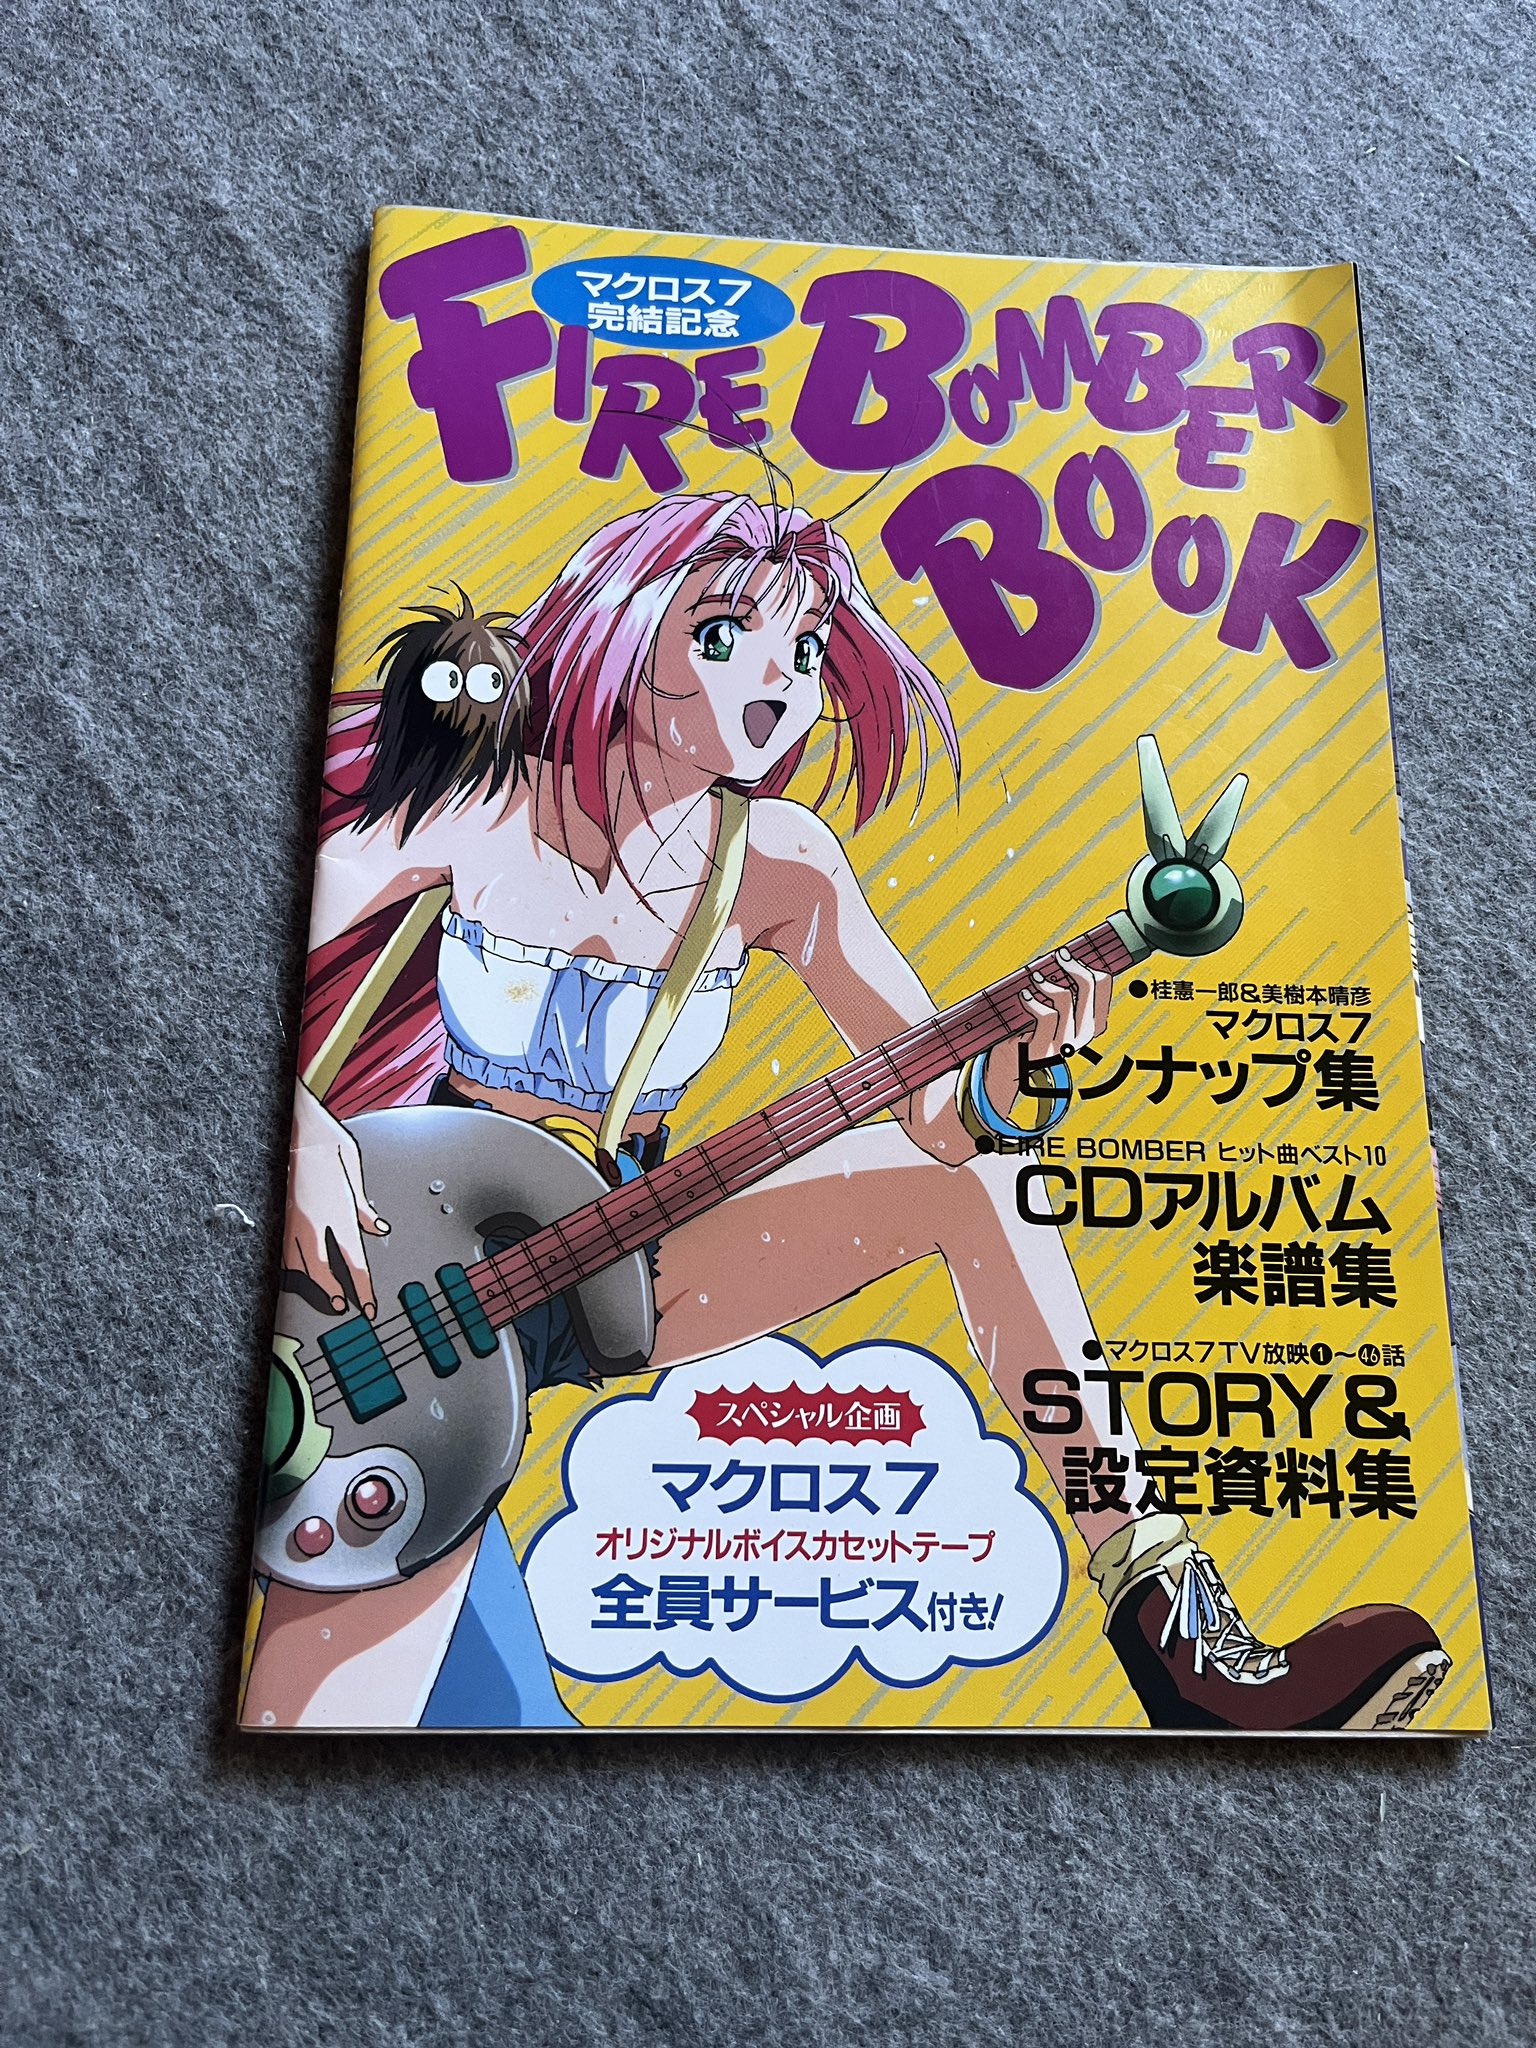 マクロス7
完結記念
FIRE BOMBER
BOOK
●桂憲一郎&美樹本晴彦
マクロス7
ピンナップ集
●FIRE BOMBER ヒット曲ベスト10
CDアルバム
楽譜集
●マクロス7TV放映❶〜㊻話
STORY&
設定資料集
スペシャル企画
マクロス7
オリジナルボイスカセットテープ
全員サービス付き!